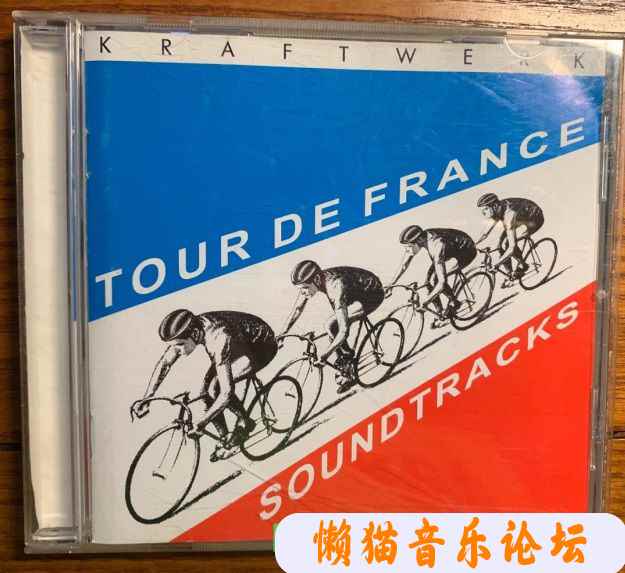 KRAFTWERK
TOUR DE FRANCE
SOUNDTRACKS
懒猫音乐论坛